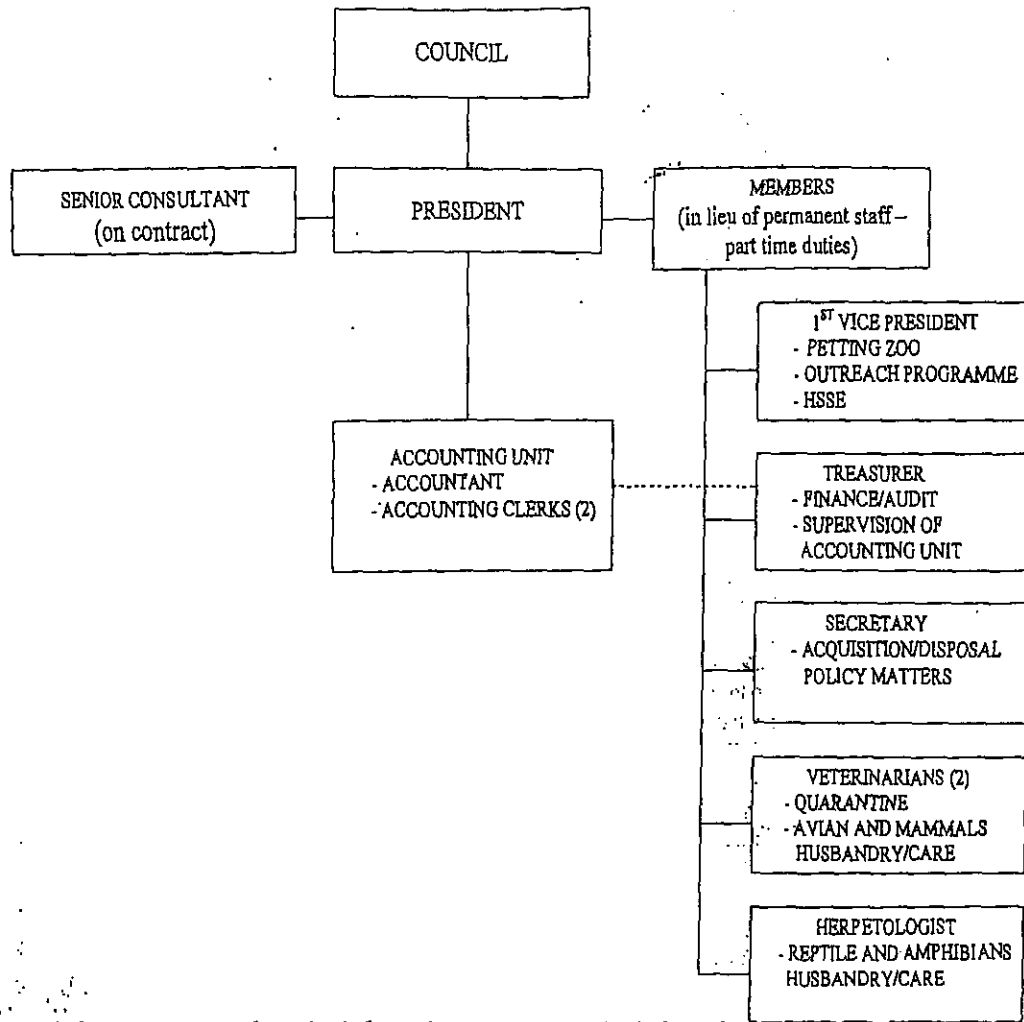 COUNCIL
SENIOR CONSULTANT
(on contract)
PRESIDENT
MEMBERS
(in lieu of permanent staff–
part time duties)
1ST VICE PRESIDENT
- PETTING ZOO
- OUTREACH PROGRAMME
- HSSE
ACCOUNTING UNIT
- ACCOUNTANT
- ACCOUNTING CLERKS (2)
TREASURER
- FINANCE/AUDIT
- SUPERVISION OF
ACCOUNTING UNIT
SECRETARY
- ACQUISITION/DISPOSAL
POLICY MATTERS
VETERINARIANS (2)
- QUARANTINE
- AVIAN AND MAMMALS
HUSBANDRY/CARE
HERPETOLOGIST
- REPTILE AND AMPHIBIANS
HUSBANDRY/CARE